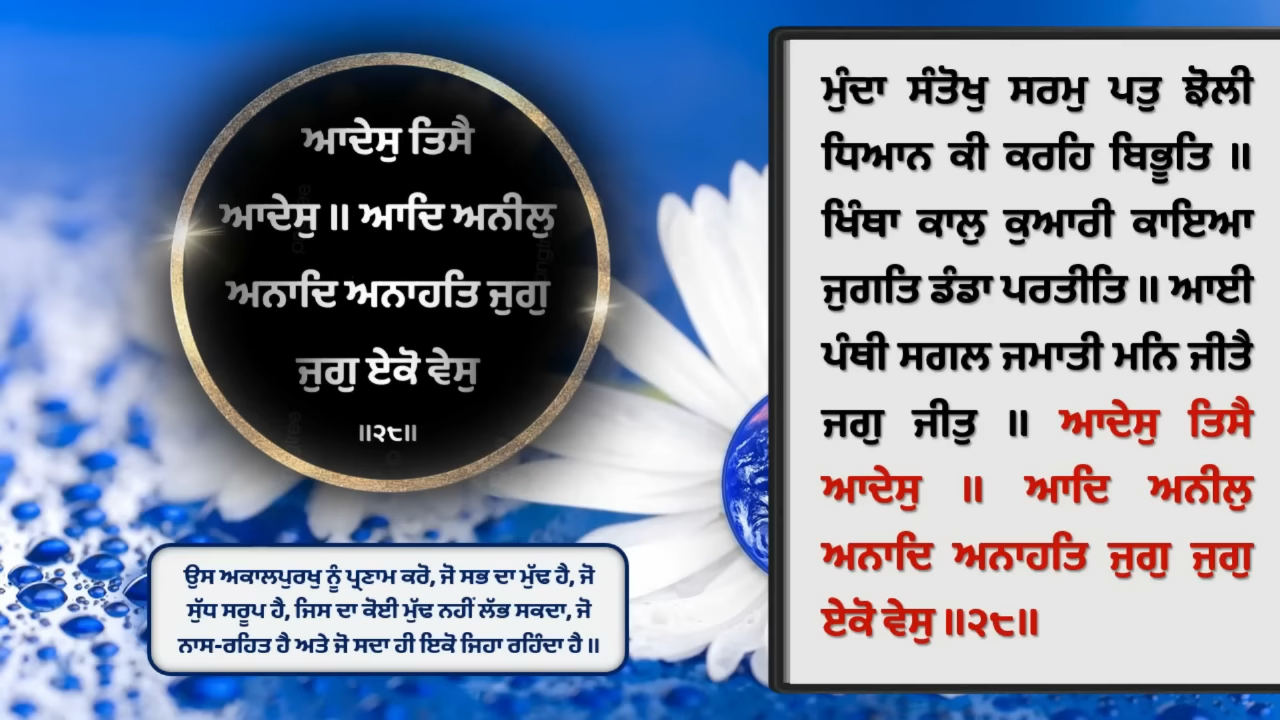 ਆਦੇਸੁ ਤਿਸੈ
ਆਦੇਸੁ ॥ ਆਦਿ ਅਨੀਲੁ
ਅਨਾਦਿ ਅਨਾਹਤਿ ਜੁਗੁ
ਜੁਗੁ ਏਕੋ ਵੇਸੁ
॥੨੮॥
ਉਸ ਅਕਾਲਪੁਰਖੁ ਨੂੰ ਪ੍ਰਣਾਮ ਕਰੋ, ਜੋ ਸਭ ਦਾ ਮੁੱਢ ਹੈ, ਜੋ
ਸੁੱਧ ਸਰੂਪ ਹੈ, ਜਿਸ ਦਾ ਕੋਈ ਮੁੱਢ ਨਹੀਂ ਲੱਭ ਸਕਦਾ, ਜੋ
ਨਾਸ-ਰਹਿਤ ਹੈ ਅਤੇ ਜੋ ਸਦਾ ਹੀ ਇਕੋ ਜਿਹਾ ਰਹਿੰਦਾ ਹੈ ॥
ਮੁੰਦਾ ਸੰਤੋਖੁ ਸਰਮੁ ਪਤੁ ਝੋਲੀ
ਧਿਆਨ ਕੀ ਕਰਹਿ ਬਿਭੂਤਿ ॥
ਖਿੰਥਾ ਕਾਲੁ ਕੁਆਰੀ ਕਾਇਆ
ਜੁਗਤਿ ਡੰਡਾ ਪਰਤੀਤਿ ॥ ਆਈ
ਪੰਥੀ ਸਗਲ ਜਮਾਤੀ ਮਨਿ ਜੀਤੈ
ਜਗੁ ਜੀਤੁ ॥ ਆਦੇਸੁ ਤਿਸੈ
ਆਦੇਸੁ ॥ ਆਦਿ ਅਨੀਲੁ
ਅਨਾਦਿ ਅਨਾਹਤਿ ਜੁਗੁ ਜੁਗੁ
ਏਕੋ ਵੇਸੁ ॥੨੮॥